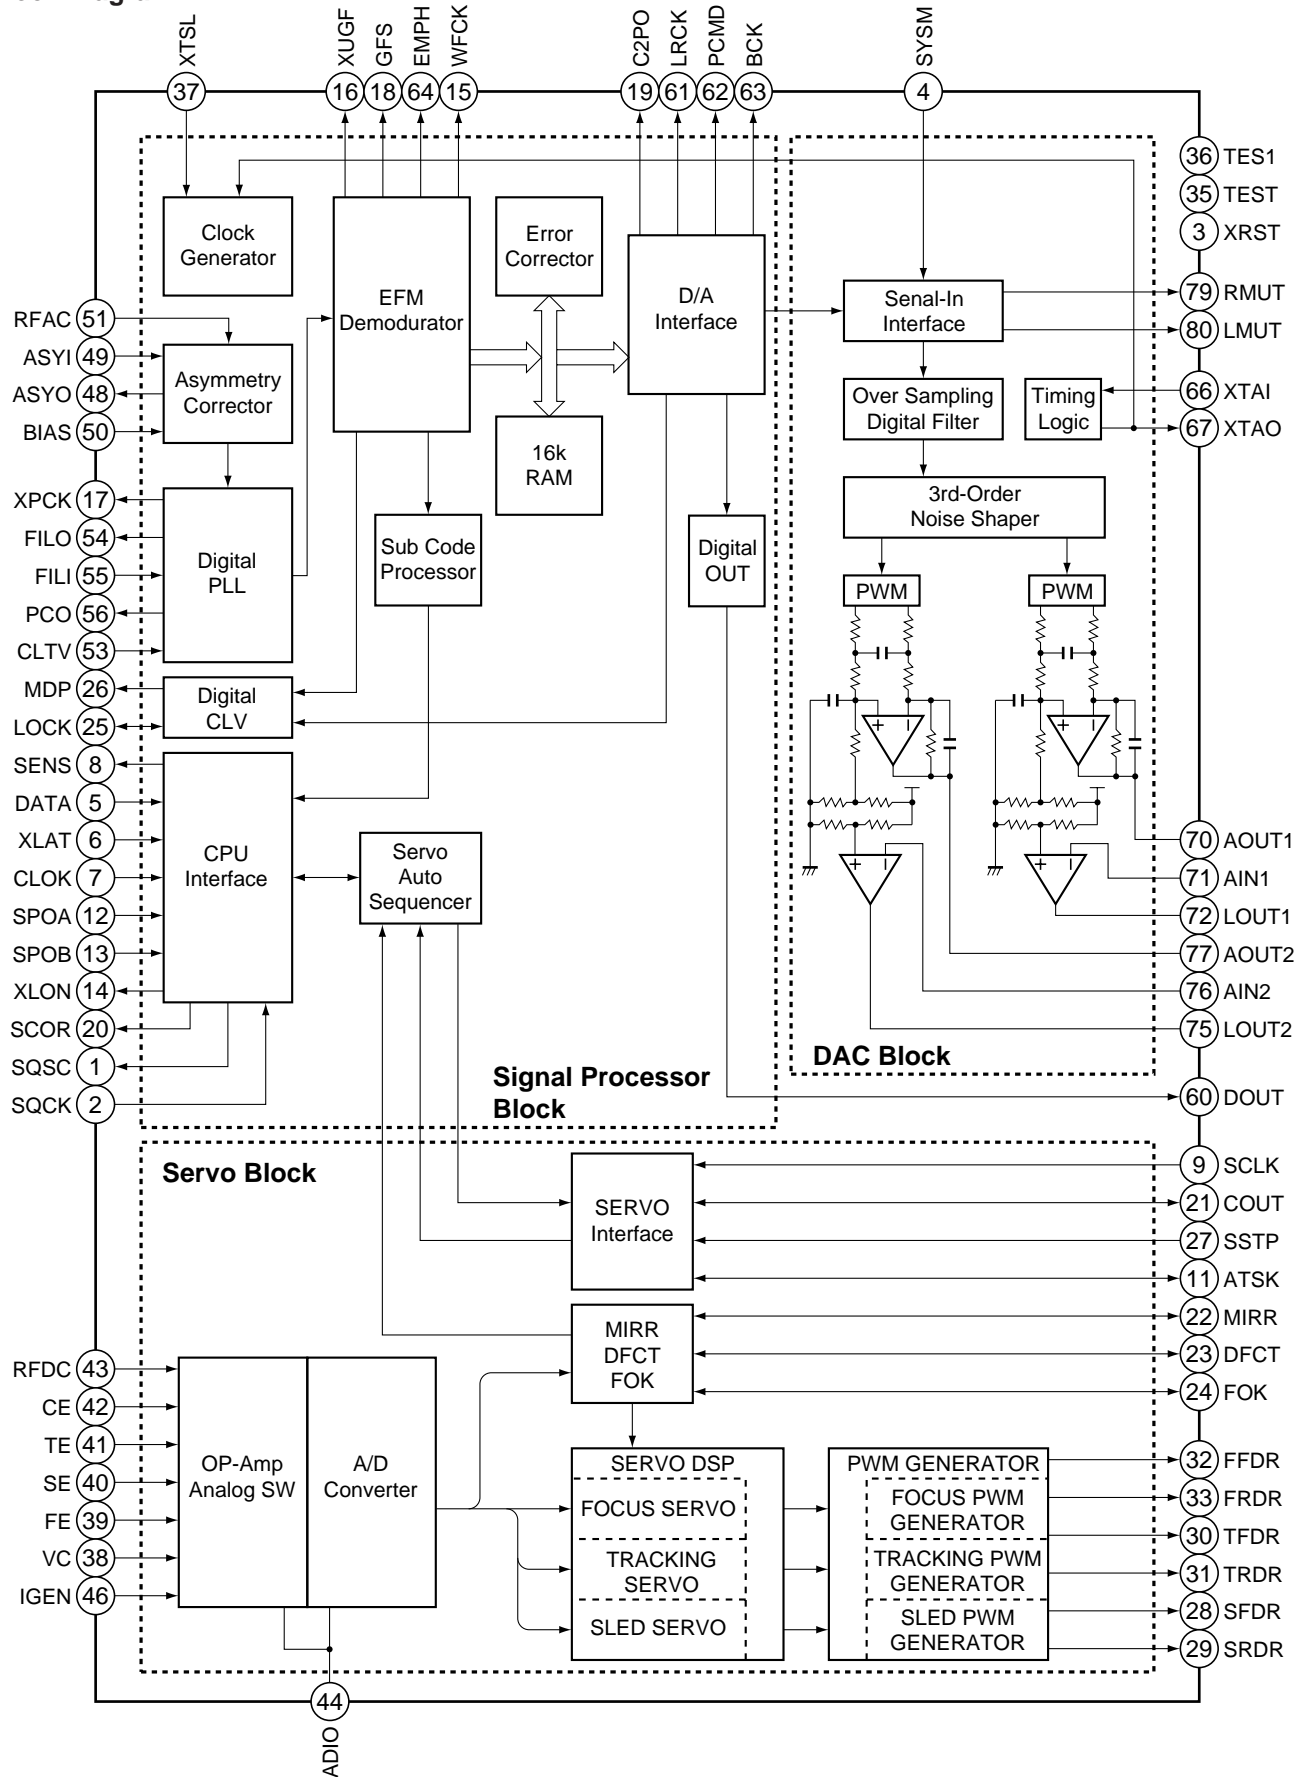 XTSL
XUGF
GFS
EMPH
WFCK
C2PO
LRCK
PCMD
BCK
SYSM
37
16
18
64
15
19
61
62
63
4
36 TES1
35 TEST
3 XRST
Clock
Generator
EFM
Demodurator
Error
Corrector
D/A
Interface
Senal-In
Interface
79 RMUT
80 LMUT
RFAC 51
ASYI 49
ASYO 48
BIAS 50
Asymmetry
Corrector
Over Sampling
Digital Filter
Timing
Logic
66 XTAI
67 XTAO
16k
RAM
3rd-Order
Noise Shaper
XPCK 17
FILO 54
FILI 55
PCO 56
CLTV 53
Digital
PLL
Sub Code
Processor
Digital
OUT
PWM
PWM
MDP 26
LOCK 25
Digital
CLV
+ −
+ −
SENS 8
DATA 5
XLAT 6
CLOK 7
SPOA 12
SPOB 13
XLON 14
SCOR 20
SQSC 1
SQCK 2
CPU
Interface
Servo
Auto
Sequencer
+ −
+ −
70 AOUT1
71 AIN1
72 LOUT1
77 AOUT2
76 AIN2
75 LOUT2
DAC Block
Signal Processor
Block
60 DOUT
Servo Block
SERVO
Interface
9 SCLK
21 COUT
27 SSTP
11 ATSK
MIRR
DFCT
FOK
22 MIRR
23 DFCT
24 FOK
RFDC 43
CE 42
TE 41
SE 40
FE 39
VC 38
IGEN 46
OP-Amp
Analog SW
A/D
Converter
SERVO DSP
FOCUS SERVO
TRACKING
SERVO
SLED SERVO
PWM GENERATOR
FOCUS PWM
GENERATOR
TRACKING PWM
GENERATOR
SLED PWM
GENERATOR
32 FFDR
33 FRDR
30 TFDR
31 TRDR
28 SFDR
29 SRDR
44
ADIO